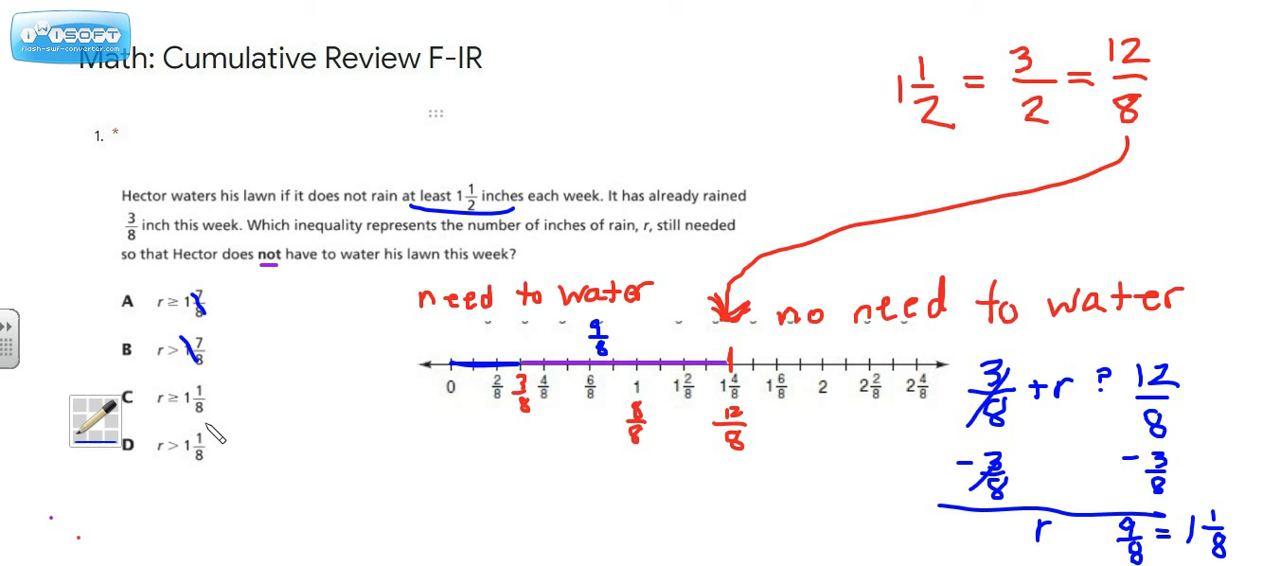 iwisoft
flash-swf-converter.com
Math: Cumulative Review F-IR
1 1/2 = 3/2 = 12/8
1. *
Hector waters his lawn if it does not rain at least 1 1/2 inches each week. It has already rained
3/8 inch this week. Which inequality represents the number of inches of rain, r, still needed
so that Hector does not have to water his lawn this week?
A r ≥ 1 7/8
B r > 1 7/8
C r ≥ 1 1/8
D r > 1 1/8
need to water
no need to water
9/8
0 2/8 4/8 6/8 1 1 2/8 1 4/8 1 6/8 2 2 2/8 2 4/8
3/8 8/8 12/8
3/8 + r ? 12/8
- 3/8 - 3/8
r 9/8 = 1 1/8